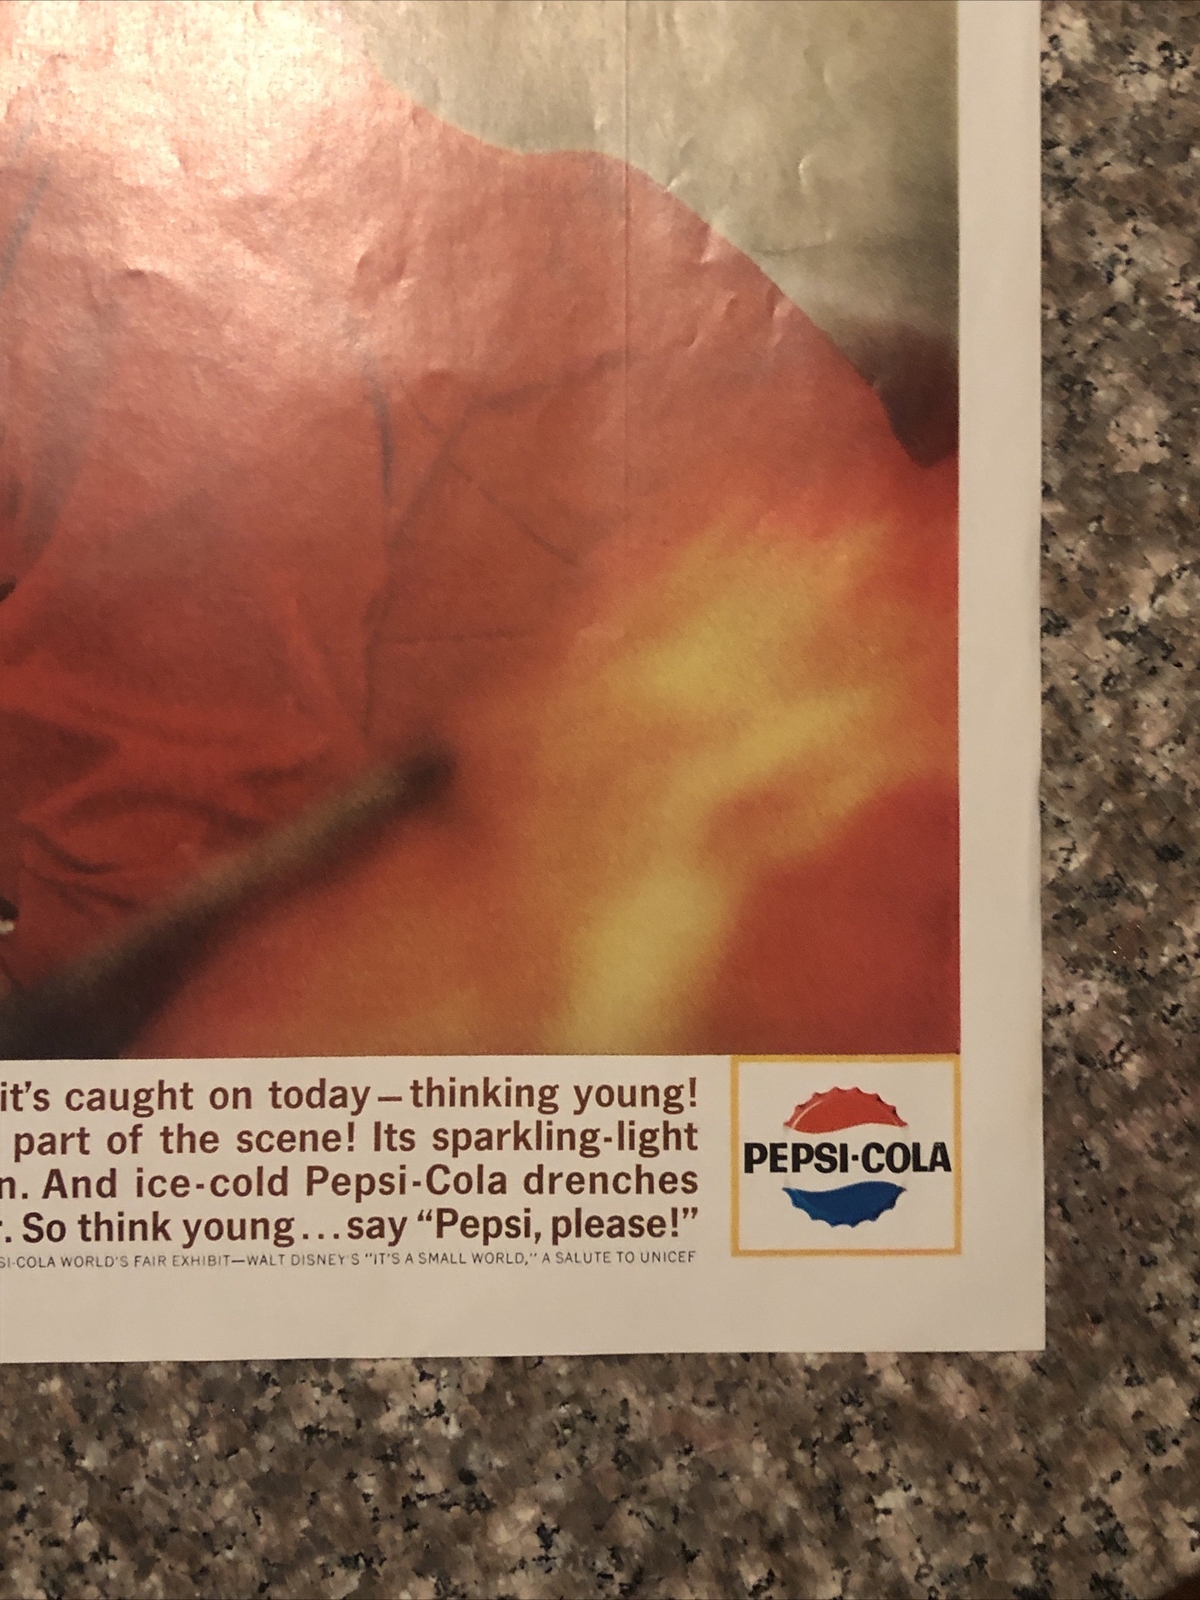 it's caught on today—thinking young!
part of the scene! Its sparkling-light
And ice-cold Pepsi-Cola drenches
So think young...say "Pepsi, please!"
COLA WORLD'S FAIR EXHIBIT—WALT DISNEY'S "IT'S A SMALL WORLD," A SALUTE TO UNICEF
PEPSI·COLA